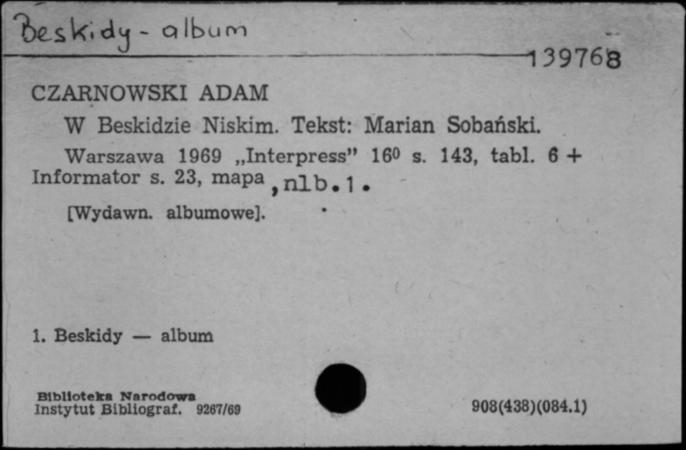 Beskidy - album
139768
CZARNOWSKI ADAM
W Beskidzie Niskim. Tekst: Marian Sobański.
Warszawa 1969 „Interpress” 16⁰ s. 143, tabl. 6 +
Informator s. 23, mapa , nlb. 1.
[Wydawn. albumowe].
1. Beskidy — album
Biblioteka Narodowa
Instytut Bibliograf. 9267/69
908(438)(084.1)